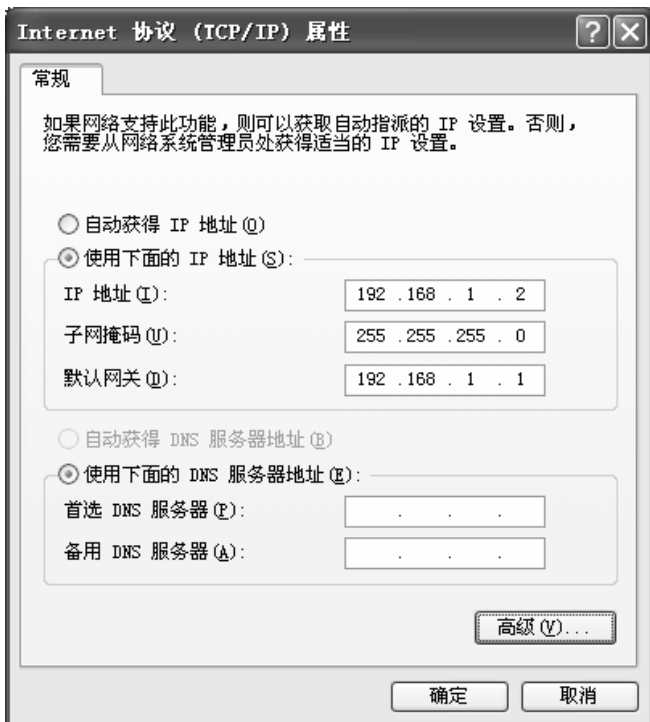 Internet 协议 (TCP/IP) 属性
常规
如果网络支持此功能，则可以获取自动指派的 IP 设置。否则，
您需要从网络系统管理员处获得适当的 IP 设置。
自动获得 IP 地址(O)
使用下面的 IP 地址(S):
IP 地址(I): 192 .168 . 1 . 2
子网掩码(U): 255 .255 .255 . 0
默认网关(D): 192 .168 . 1 . 1
自动获得 DNS 服务器地址(B)
使用下面的 DNS 服务器地址(E):
首选 DNS 服务器(P): . . .
备用 DNS 服务器(A): . . .
高级(V)...
确定 取消